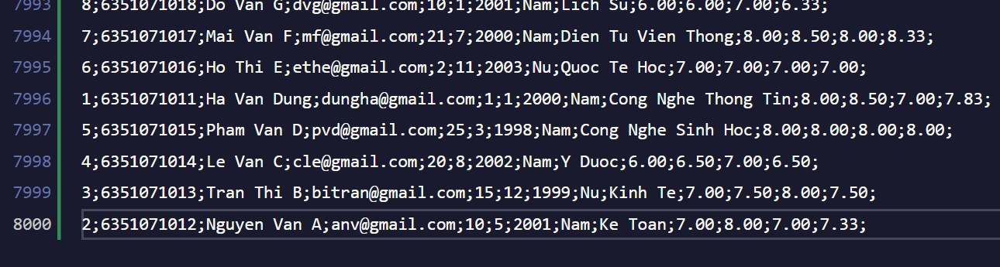 7993 8;6351071018;Do Van G;dvg@gmail.com;10;1;2001;Nam;Lich Su;6.00;6.00;7.00;6.33;
7994 7;6351071017;Mai Van F;mf@gmail.com;21;7;2000;Nam;Dien Tu Vien Thong;8.00;8.50;8.00;8.33;
7995 6;6351071016;Ho Thi E;ethe@gmail.com;2;11;2003;Nu;Quoc Te Hoc;7.00;7.00;7.00;7.00;
7996 1;6351071011;Ha Van Dung;dungha@gmail.com;1;1;2000;Nam;Cong Nghe Thong Tin;8.00;8.50;7.00;7.83;
7997 5;6351071015;Pham Van D;pvd@gmail.com;25;3;1998;Nam;Cong Nghe Sinh Hoc;8.00;8.00;8.00;8.00;
7998 4;6351071014;Le Van C;cle@gmail.com;20;8;2002;Nam;Y Duoc;6.00;6.50;7.00;6.50;
7999 3;6351071013;Tran Thi B;bitran@gmail.com;15;12;1999;Nu;Kinh Te;7.00;7.50;8.00;7.50;
8000 2;6351071012;Nguyen Van A;anv@gmail.com;10;5;2001;Nam;Ke Toan;7.00;8.00;7.00;7.33;